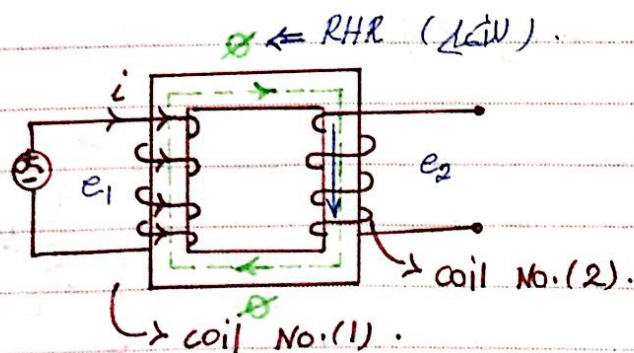 ∅ ⇐ RHR ( ) .
i
e₁
e₂
∅
coil No.(2).
coil No.(1).